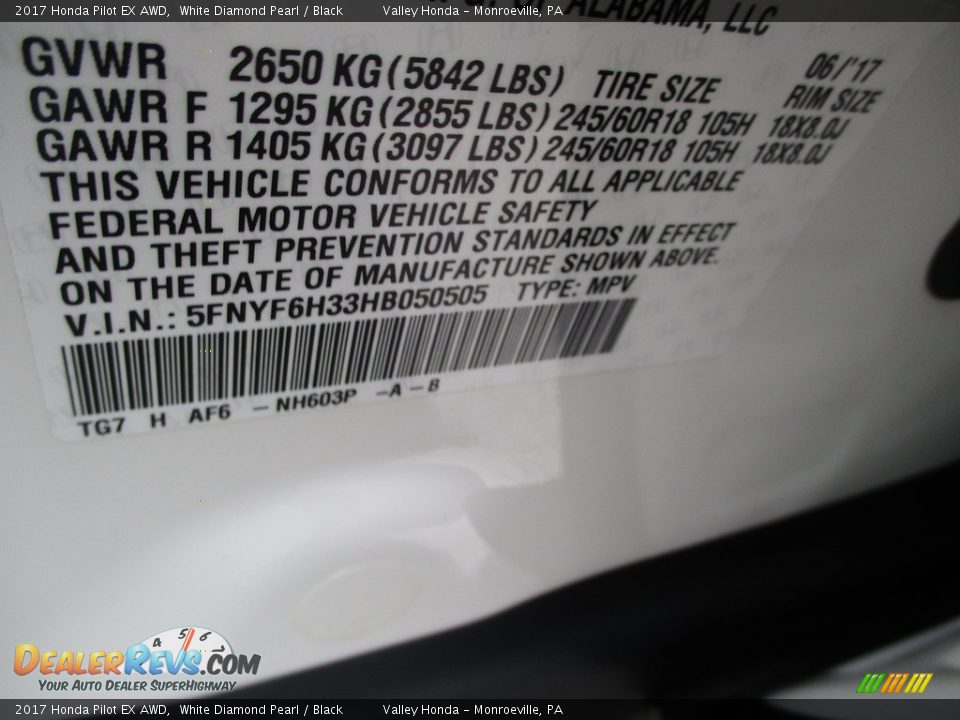 2017 Honda Pilot EX AWD, White Diamond Pearl / Black Valley Honda - Monroeville, PA
ALABAMA, LLC
06/'17
GVWR 2650 KG (5842 LBS) TIRE SIZE RIM SIZE
GAWR F 1295 KG (2855 LBS) 245/60R18 105H 18X8.0J
GAWR R 1405 KG (3097 LBS) 245/60R18 105H 18X8.0J
THIS VEHICLE CONFORMS TO ALL APPLICABLE
FEDERAL MOTOR VEHICLE SAFETY
AND THEFT PREVENTION STANDARDS IN EFFECT
ON THE DATE OF MANUFACTURE SHOWN ABOVE.
V.I.N.: 5FNYF6H33HB050505 TYPE: MPV
TG7 H AF6 - NH603P -A - B
4 5 6
DealerRevs.com
Your Auto Dealer SuperHighway
2017 Honda Pilot EX AWD, White Diamond Pearl / Black Valley Honda - Monroeville, PA